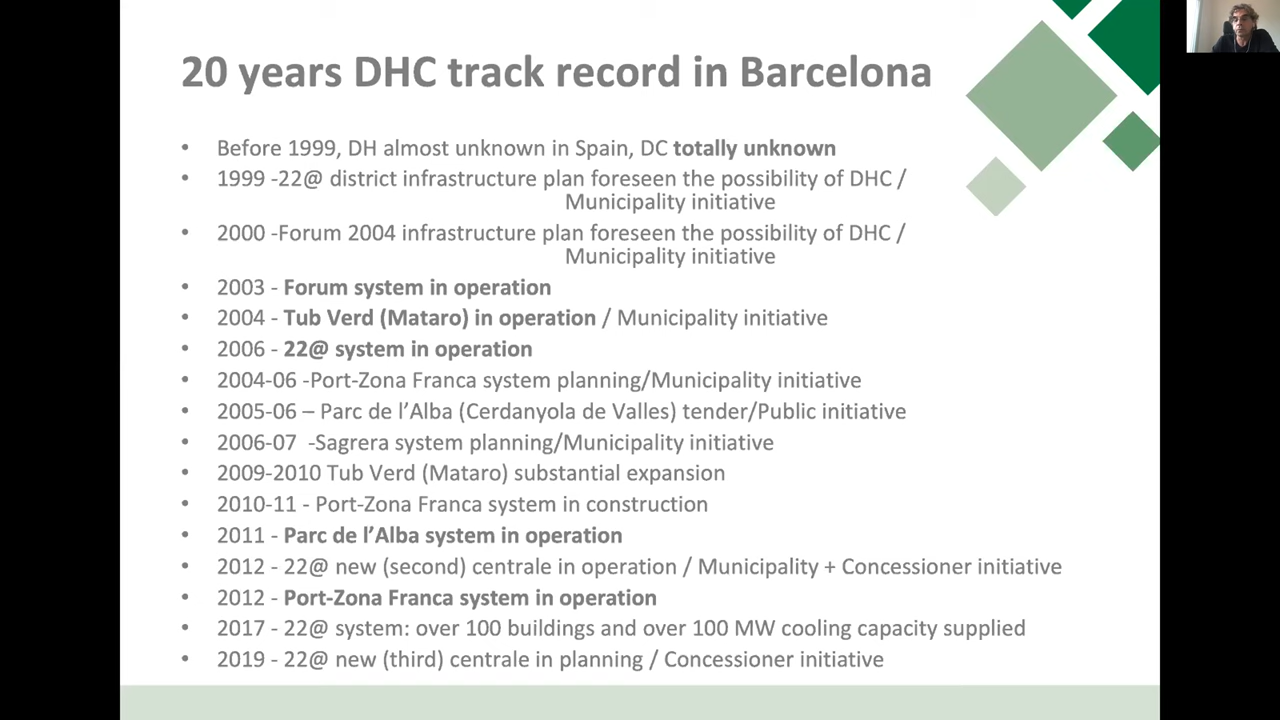 20 years DHC track record in Barcelona
• Before 1999, DH almost unknown in Spain, DC totally unknown
• 1999 -22@ district infrastructure plan foreseen the possibility of DHC /
Municipality initiative
• 2000 -Forum 2004 infrastructure plan foreseen the possibility of DHC /
Municipality initiative
• 2003 - Forum system in operation
• 2004 - Tub Verd (Mataro) in operation / Municipality initiative
• 2006 - 22@ system in operation
• 2004-06 -Port-Zona Franca system planning/Municipality initiative
• 2005-06 – Parc de l’Alba (Cerdanyola de Valles) tender/Public initiative
• 2006-07 -Sagrera system planning/Municipality initiative
• 2009-2010 Tub Verd (Mataro) substantial expansion
• 2010-11 - Port-Zona Franca system in construction
• 2011 - Parc de l’Alba system in operation
• 2012 - 22@ new (second) centrale in operation / Municipality + Concessioner initiative
• 2012 - Port-Zona Franca system in operation
• 2017 - 22@ system: over 100 buildings and over 100 MW cooling capacity supplied
• 2019 - 22@ new (third) centrale in planning / Concessioner initiative